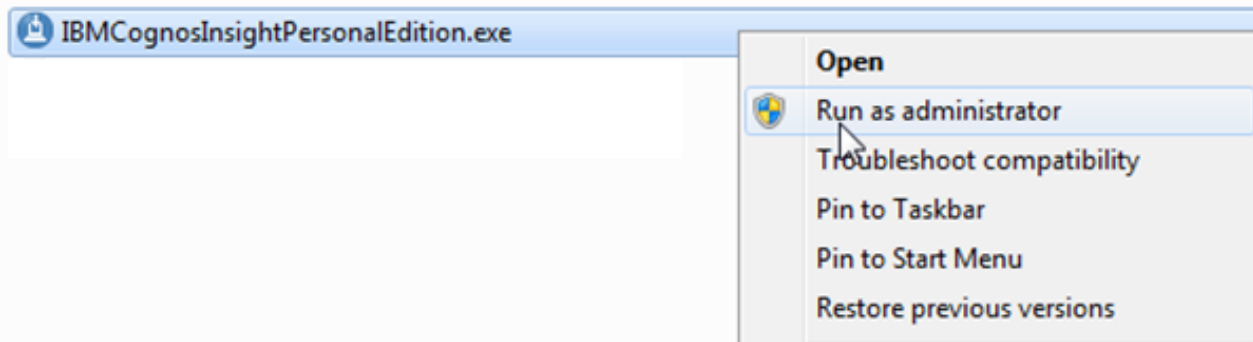 IBMCognosInsightPersonalEdition.exe
Open
Run as administrator
Troubleshoot compatibility
Pin to Taskbar
Pin to Start Menu
Restore previous versions